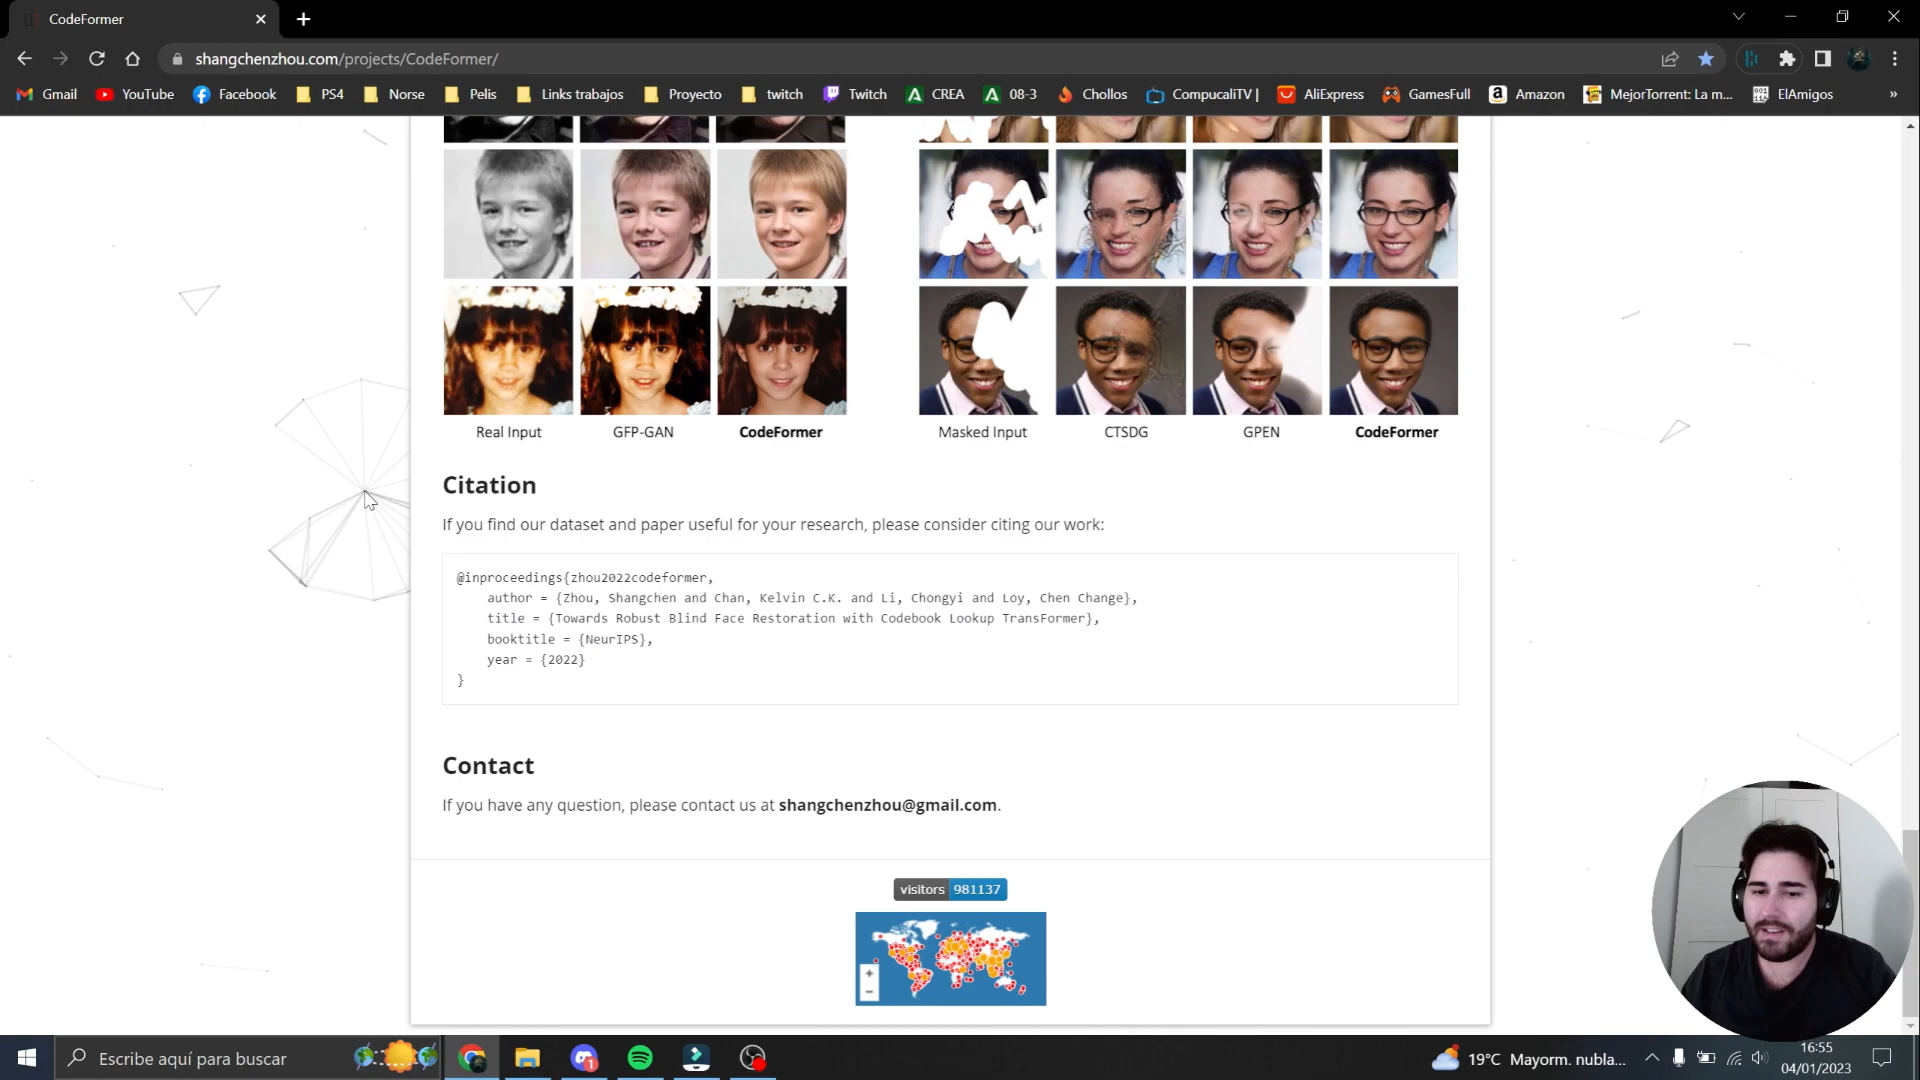 CodeFormer
shangchenzhou.com/projects/CodeFormer/
Gmail YouTube Facebook PS4 Norse Pelis Links trabajos Proyecto twitch Twitch CREA 08-3 Chollos CompucaliTV | AliExpress GamesFull Amazon MejorTorrent: La m... ElAmigos »
Real Input GFP-GAN CodeFormer Masked Input CTSDG GPEN CodeFormer
Citation
If you find our dataset and paper useful for your research, please consider citing our work:
@inproceedings{zhou2022codeformer,
author = {Zhou, Shangchen and Chan, Kelvin C.K. and Li, Chongyi and Loy, Chen Change},
title = {Towards Robust Blind Face Restoration with Codebook Lookup TransFormer},
booktitle = {NeurIPS},
year = {2022}
}
Contact
If you have any question, please contact us at shangchenzhou@gmail.com.
visitors 981137
+
−
Escribe aquí para buscar
1
19°C Mayorm. nubla...
16:55
04/01/2023